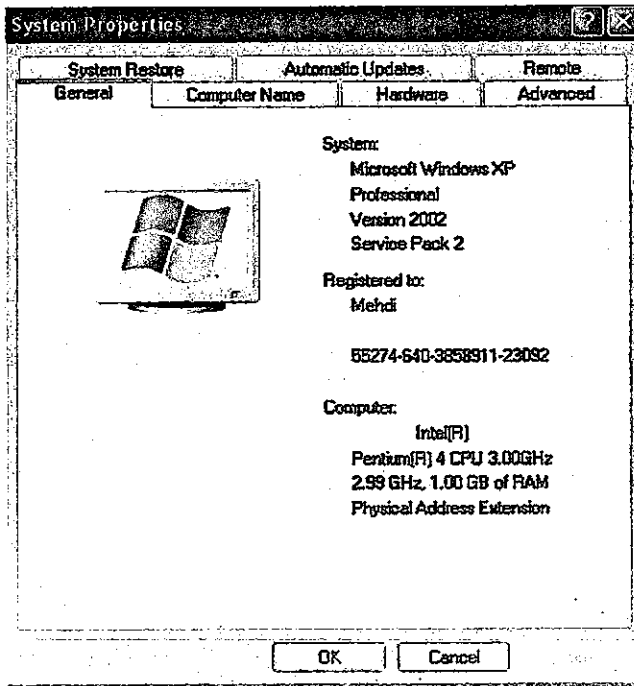 System Properties
System Restore Automatic Updates Remote
General Computer Name Hardware Advanced
System:
Microsoft Windows XP
Professional
Version 2002
Service Pack 2
Registered to:
Mehdi
55274-640-3858911-23092
Computer:
Intel(R)
Pentium(R) 4 CPU 3.00GHz
2.99 GHz, 1.00 GB of RAM
Physical Address Extension
OK Cancel